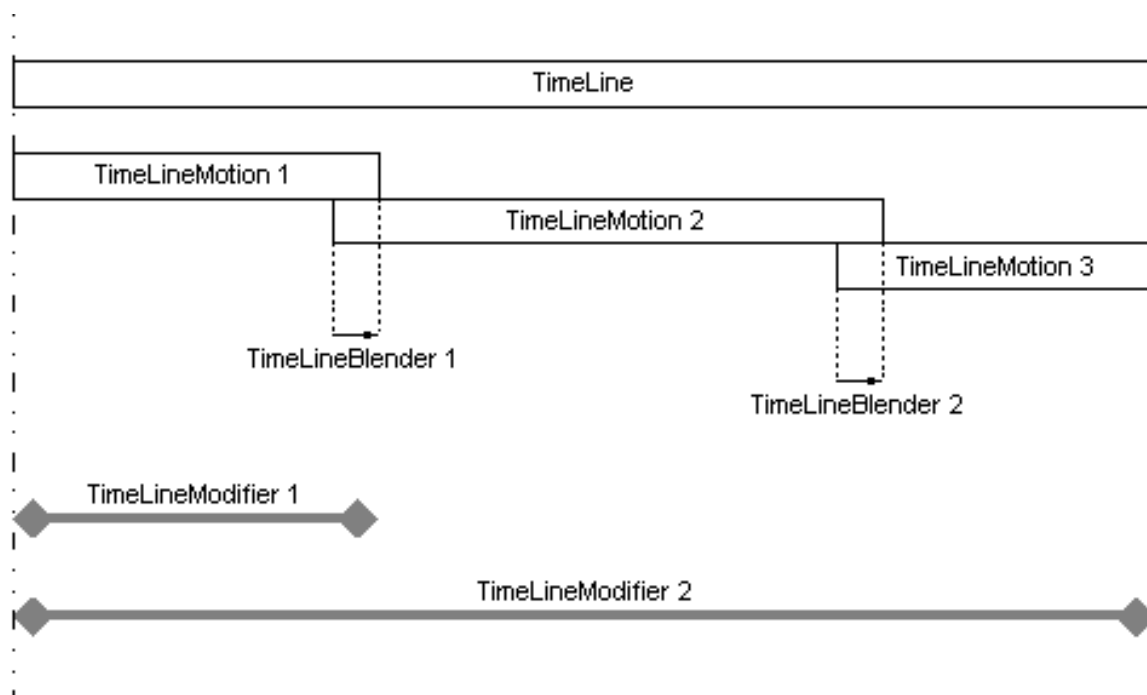 TimeLine
TimeLineMotion 1
TimeLineMotion 2
TimeLineMotion 3
TimeLineBlender 1
TimeLineBlender 2
TimeLineModifier 1
TimeLineModifier 2